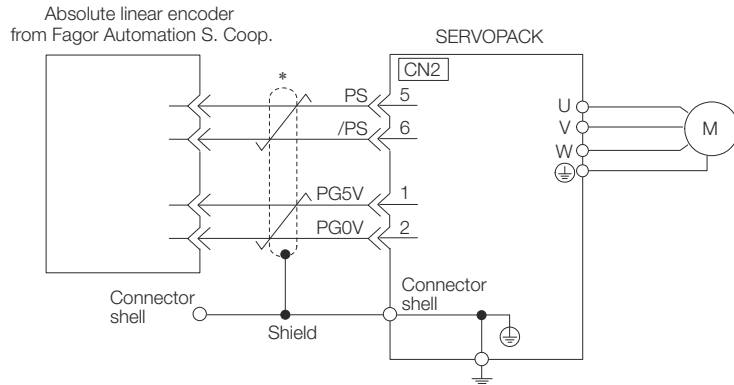 Absolute linear encoder
from Fagor Automation S. Coop.
SERVOPACK
CN2
*
PS 5
/PS 6
PG5V 1
PG0V 2
U
V
W
M
Connector
shell
Shield
Connector
shell